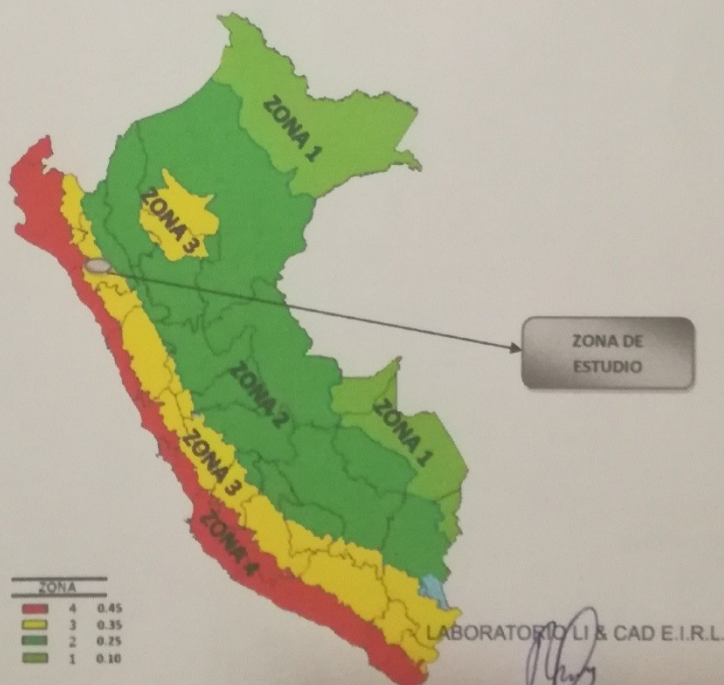 ZONA 1
ZONA 3
ZONA DE
ESTUDIO
ZONA 2
ZONA 1
ZONA 3
ZONA 4
ZONA
4 0.45
3 0.35
2 0.25
1 0.10
LABORATORIO LI & CAD E.I.R.L.